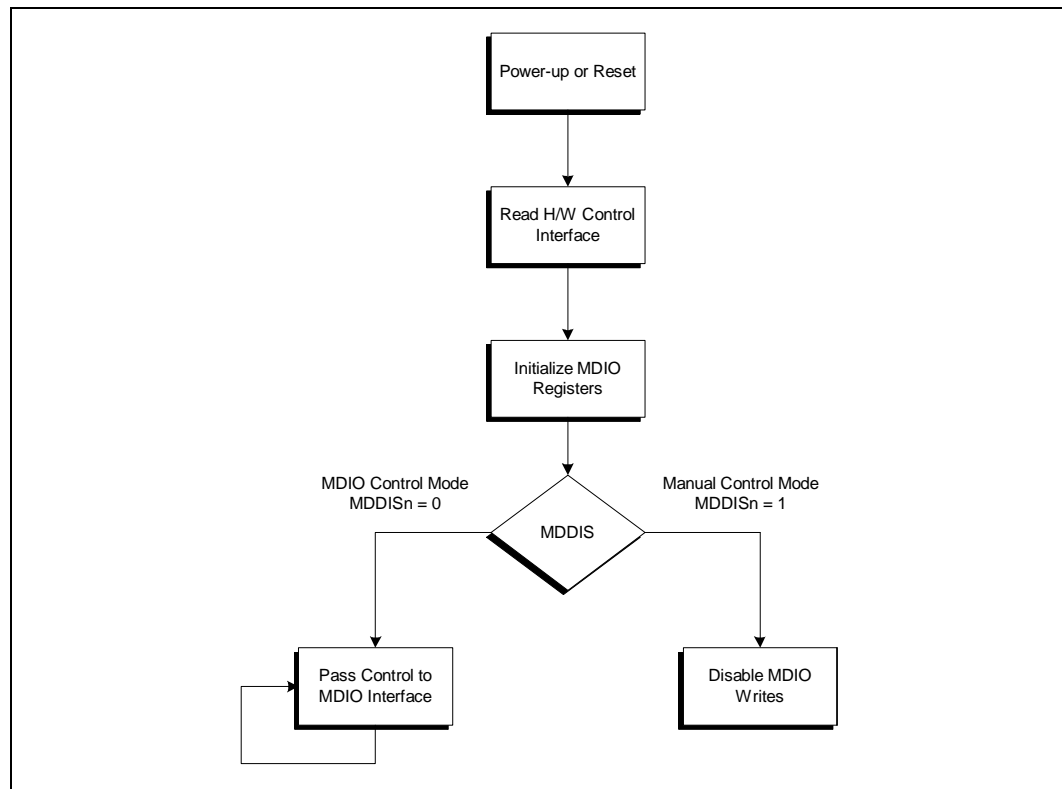 Power-up or Reset
Read H/W Control
Interface
Initialize MDIO
Registers
MDIO Control Mode
MDDISn = 0
Manual Control Mode
MDDISn = 1
MDDIS
Pass Control to
MDIO Interface
Disable MDIO
Writes